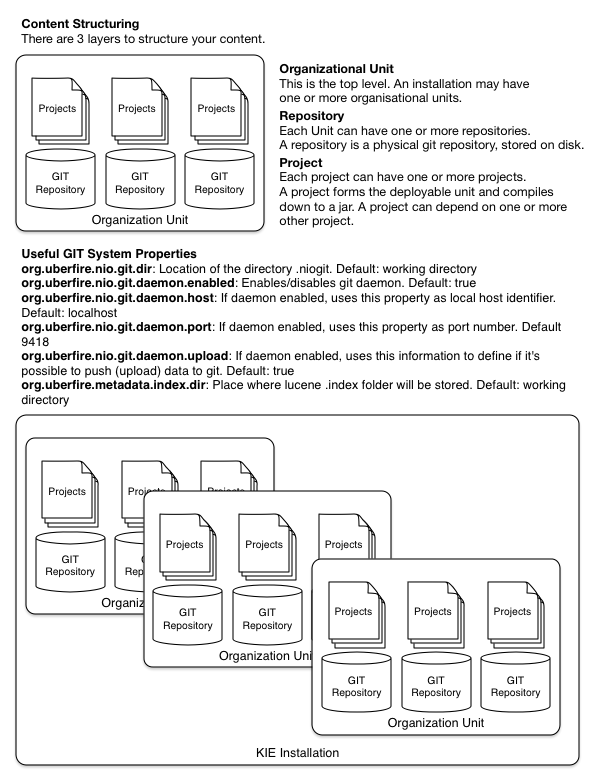 Content Structuring
There are 3 layers to structure your content.
Projects
Projects
Projects
GIT
Repository
GIT
Repository
GIT
Repository
Organization Unit
Organizational Unit
This is the top level. An installation may have
one or more organisational units.
Repository
Each Unit can have one or more repositories.
A repository is a physical git repository, stored on disk.
Project
Each project can have one or more projects.
A project forms the deployable unit and compiles
down to a jar. A project can depend on one or more
other project.
Useful GIT System Properties
org.uberfire.nio.git.dir: Location of the directory .niogit. Default: working directory
org.uberfire.nio.git.daemon.enabled: Enables/disables git daemon. Default: true
org.uberfire.nio.git.daemon.host: If daemon enabled, uses this property as local host identifier.
Default: localhost
org.uberfire.nio.git.daemon.port: If daemon enabled, uses this property as port number. Default
9418
org.uberfire.nio.git.daemon.upload: If daemon enabled, uses this information to define if it's
possible to push (upload) data to git. Default: true
org.uberfire.metadata.index.dir: Place where lucene .index folder will be stored. Default: working
directory
Projects
Projects
Projects
GIT
Repository
G
Rep
Organiz
Projects
Projects
Projects
GIT
Repository
GIT
Repository
Organization Uni
Projects
Projects
Projects
GIT
Repository
GIT
Repository
GIT
Repository
Organization Unit
KIE Installation